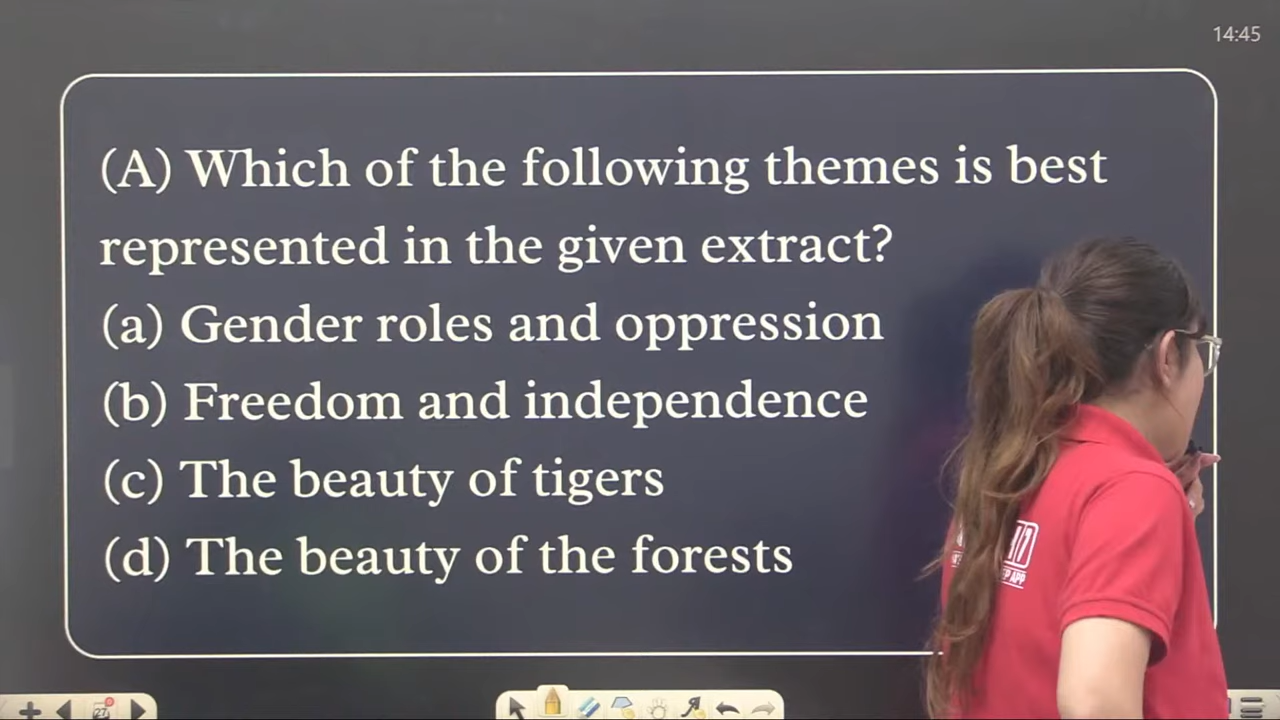 14:45
(A) Which of the following themes is best
represented in the given extract?
(a) Gender roles and oppression
(b) Freedom and independence
(c) The beauty of tigers
(d) The beauty of the forests